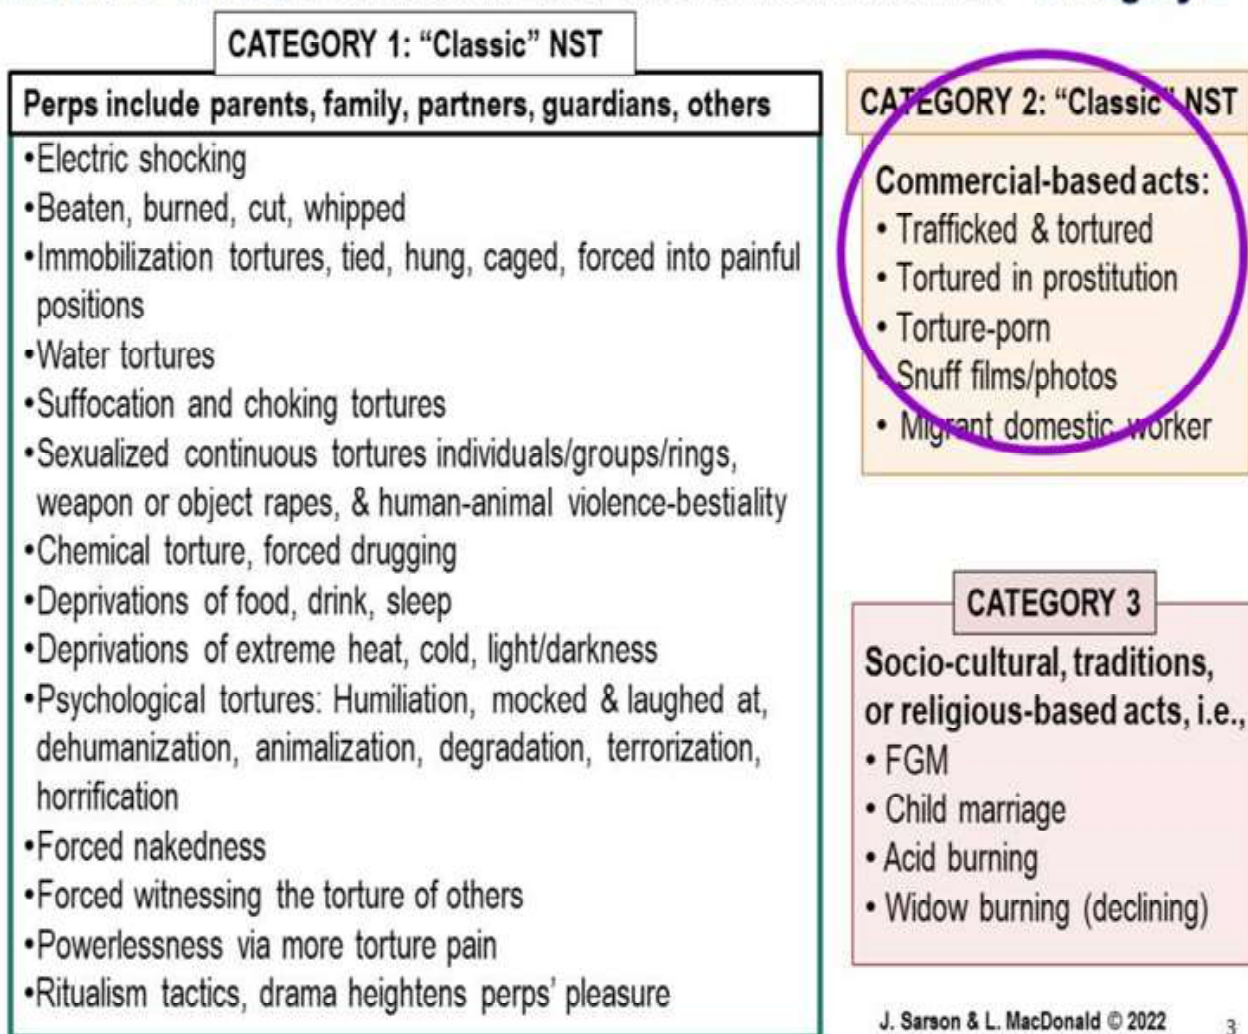 CATEGORY 1: “Classic” NST
Perps include parents, family, partners, guardians, others
•Electric shocking
•Beaten, burned, cut, whipped
•Immobilization tortures, tied, hung, caged, forced into painful
positions
•Water tortures
•Suffocation and choking tortures
•Sexualized continuous tortures individuals/groups/rings,
weapon or object rapes, & human-animal violence-bestiality
•Chemical torture, forced drugging
•Deprivations of food, drink, sleep
•Deprivations of extreme heat, cold, light/darkness
•Psychological tortures: Humiliation, mocked & laughed at,
dehumanization, animalization, degradation, terrorization,
horrification
•Forced nakedness
•Forced witnessing the torture of others
•Powerlessness via more torture pain
•Ritualism tactics, drama heightens perps’ pleasure
CATEGORY 2: “Classic” NST
Commercial-based acts:
• Trafficked & tortured
• Tortured in prostitution
• Torture-porn
• Snuff films/photos
• Migrant domestic worker
CATEGORY 3
Socio-cultural, traditions,
or religious-based acts, i.e.,
• FGM
• Child marriage
• Acid burning
• Widow burning (declining)
J. Sarson & L. MacDonald © 2022
3